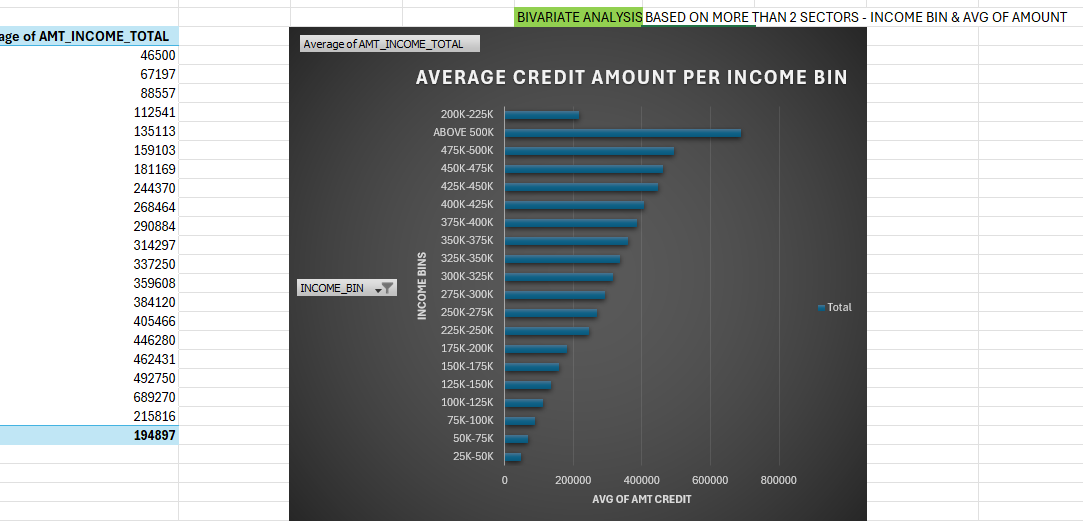 BIVARIATE ANALYSIS BASED ON MORE THAN 2 SECTORS - INCOME BIN & AVG OF AMOUNT
age of AMT_INCOME_TOTAL
46500
67197
88557
112541
135113
159103
181169
244370
268464
290884
314297
337250
359608
384120
405466
446280
462431
492750
689270
215816
194897
Average of AMT_INCOME_TOTAL
AVERAGE CREDIT AMOUNT PER INCOME BIN
200K-225K
ABOVE 500K
475K-500K
450K-475K
425K-450K
400K-425K
375K-400K
350K-375K
325K-350K
300K-325K
275K-300K
250K-275K
225K-250K
175K-200K
150K-175K
125K-150K
100K-125K
75K-100K
50K-75K
25K-50K
INCOME BINS
INCOME_BIN
Total
0 200000 400000 600000 800000
AVG OF AMT CREDIT